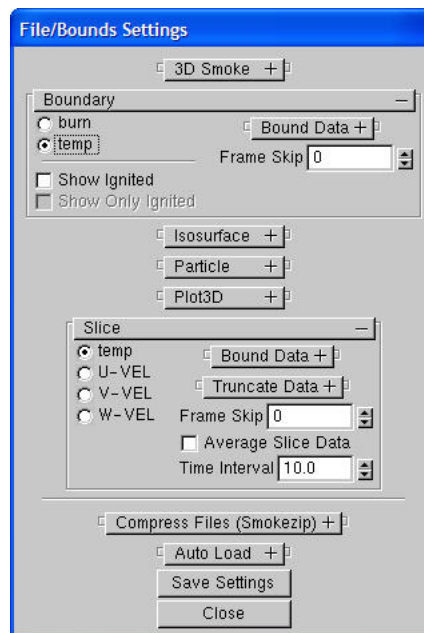 File/Bounds Settings
3D Smoke +
Boundary −
burn
temp
Bound Data +
Frame Skip 0
Show Ignited
Show Only Ignited
Isosurface +
Particle +
Plot3D +
Slice −
temp
U-VEL
V-VEL
W-VEL
Bound Data +
Truncate Data +
Frame Skip 0
Average Slice Data
Time Interval 10.0
Compress Files (Smokezip) +
Auto Load +
Save Settings
Close